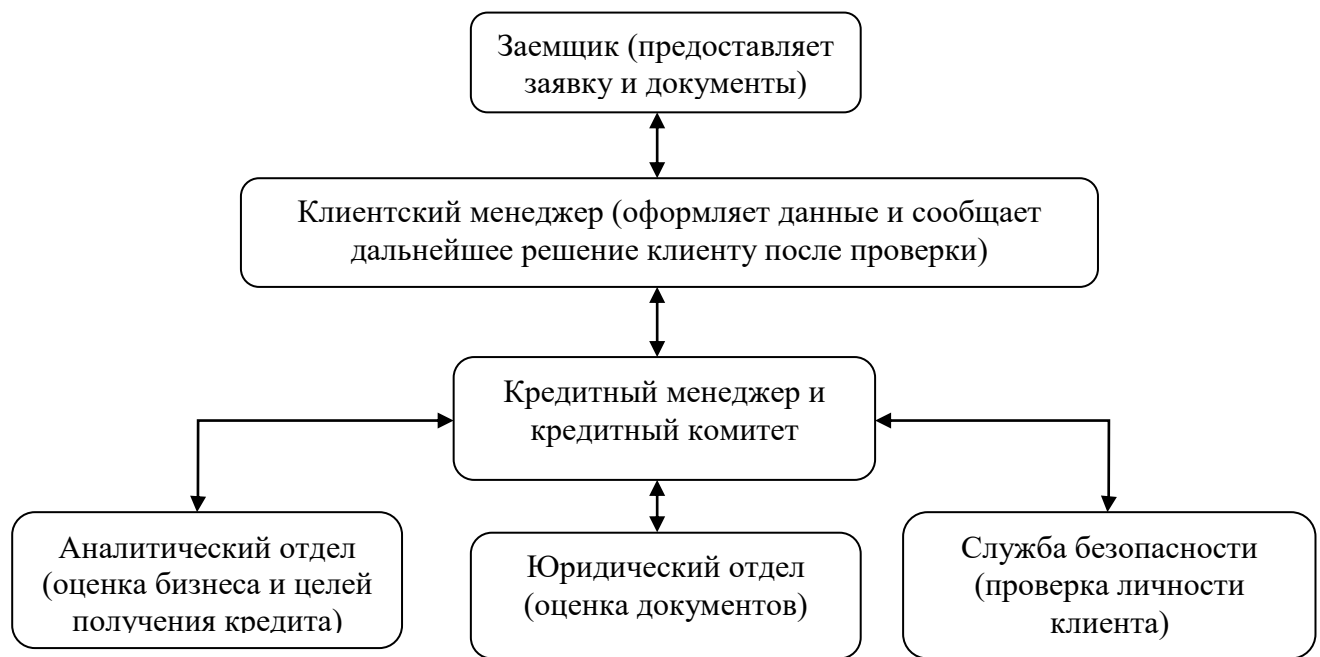 Заемщик (предоставляет
заявку и документы)
Клиентский менеджер (оформляет данные и сообщает
дальнейшее решение клиенту после проверки)
Кредитный менеджер и
кредитный комитет
Аналитический отдел
(оценка бизнеса и целей
получения кредита)
Юридический отдел
(оценка документов)
Служба безопасности
(проверка личности
клиента)